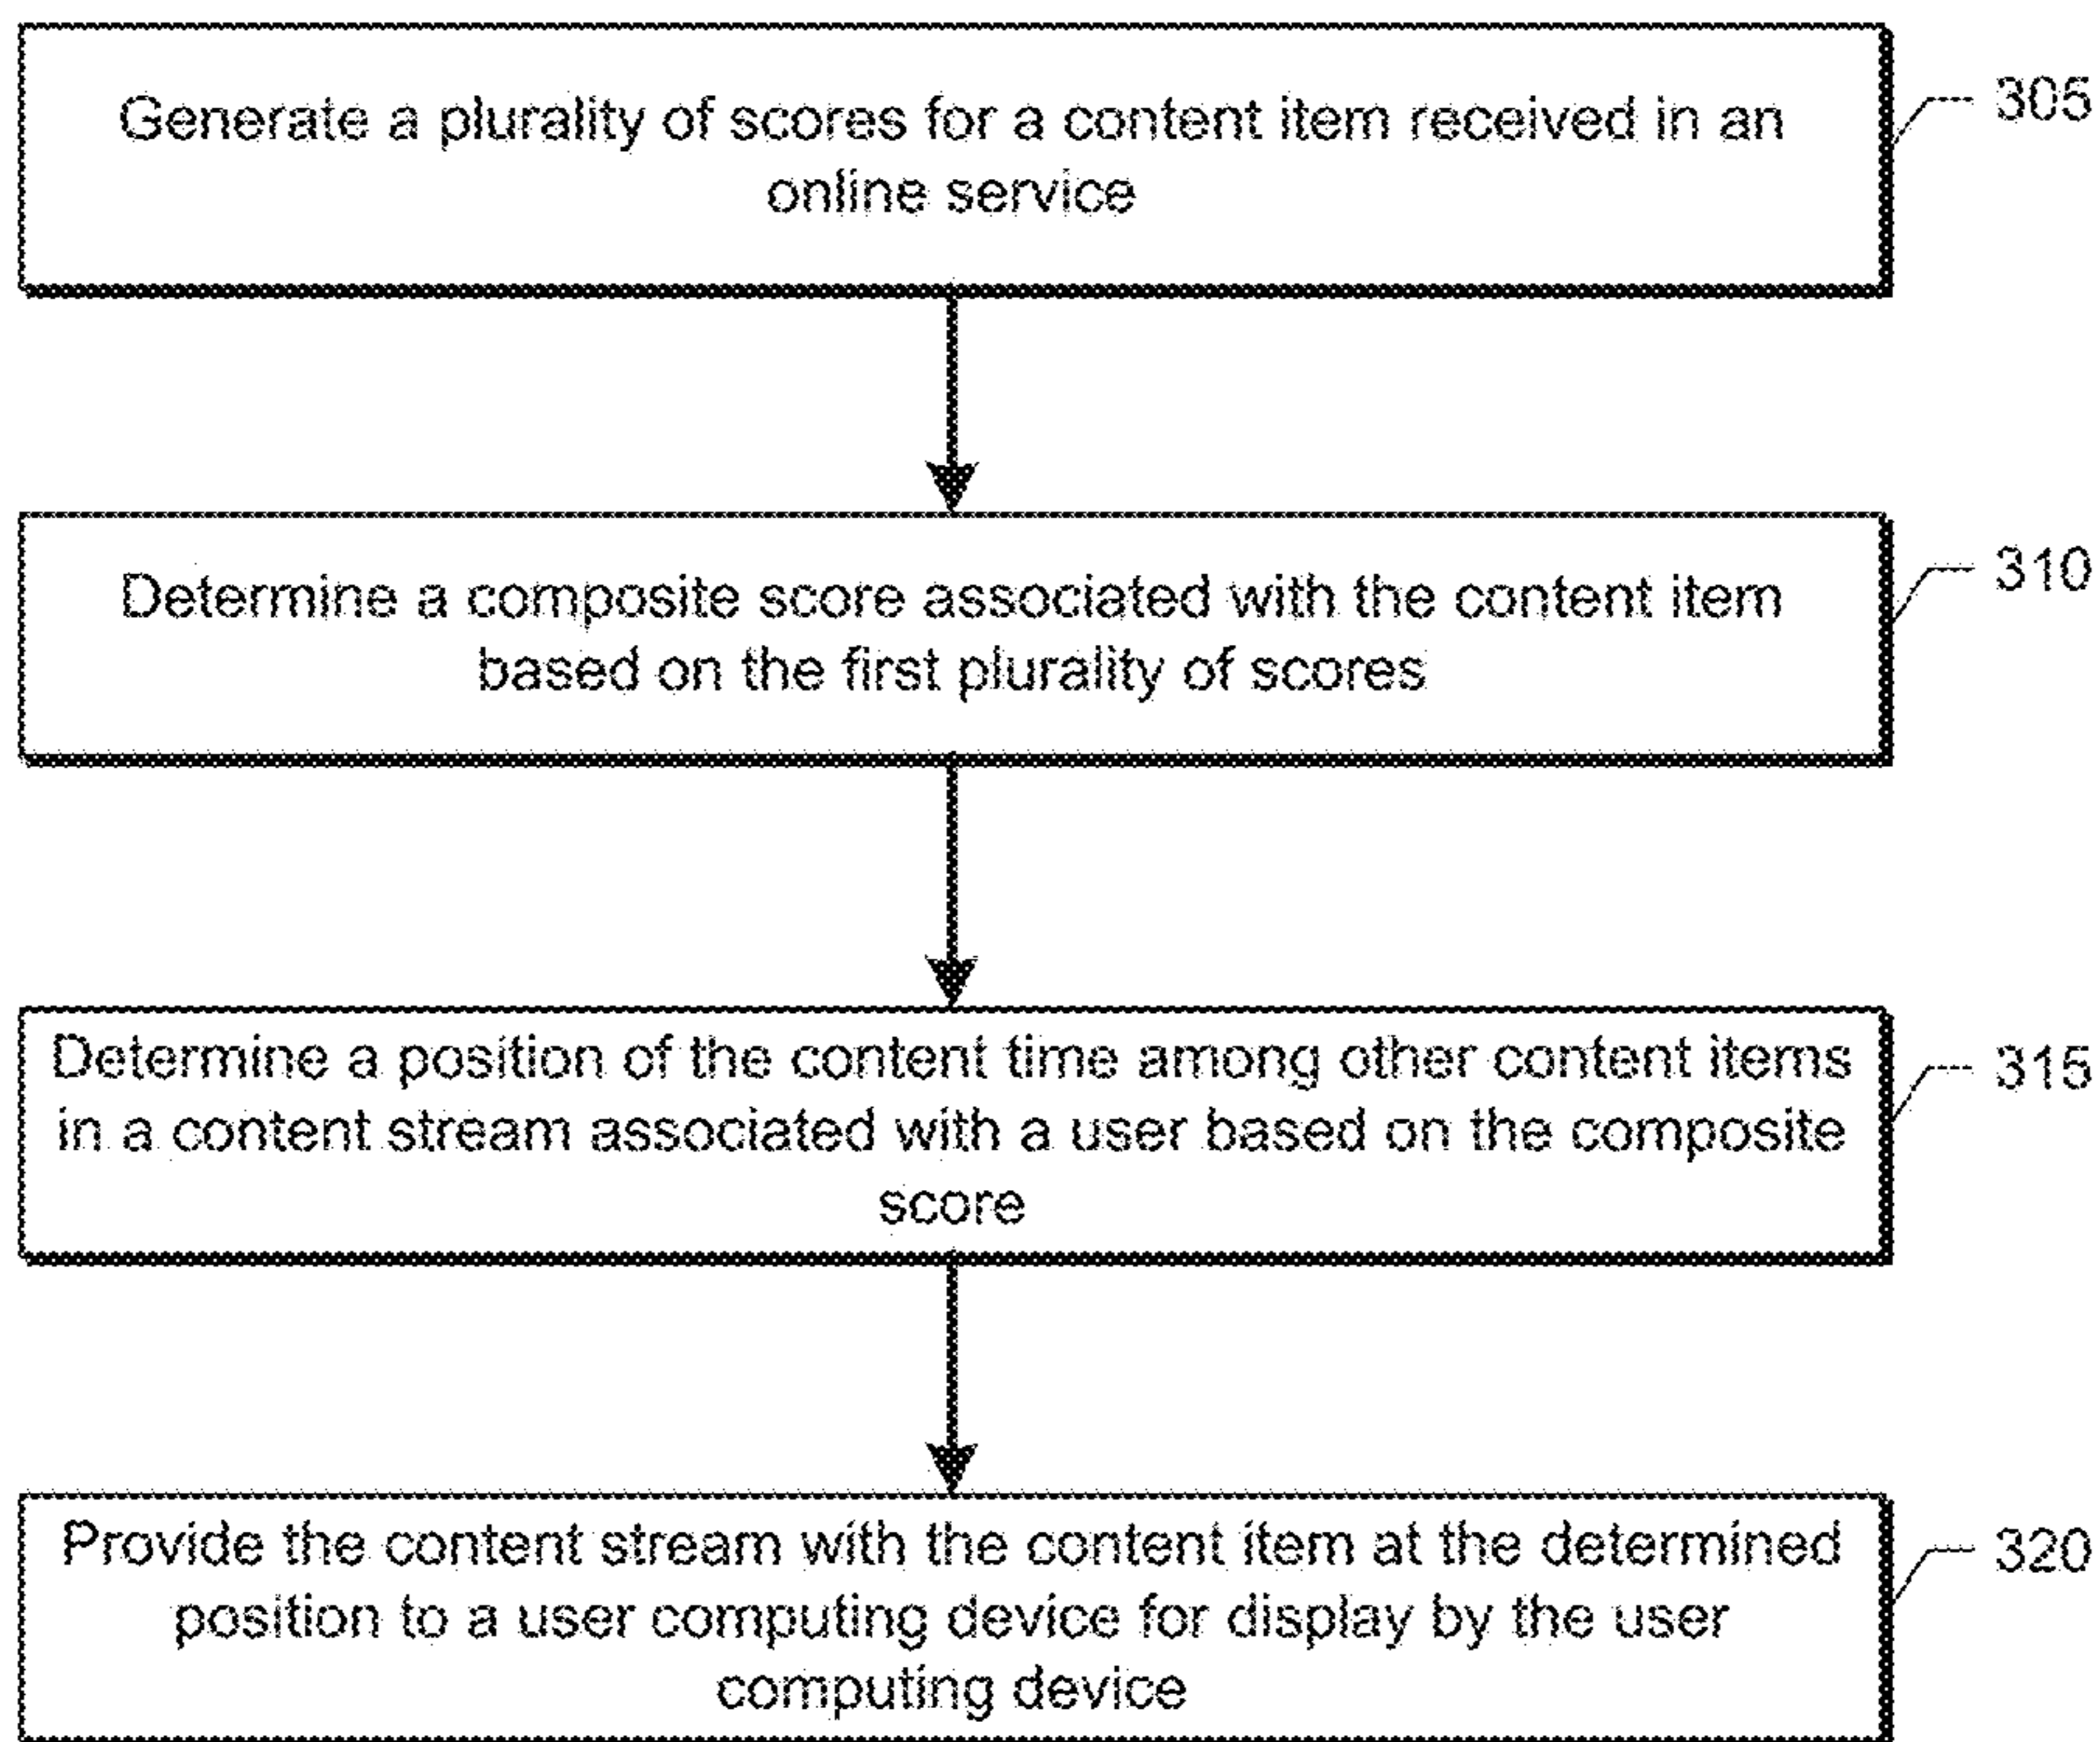 Generate a plurality of scores for a content item received in an
online service
305
Determine a composite score associated with the content item
based on the first plurality of scores
310
Determine a position of the content time among other content items
in a content stream associated with a user based on the composite
score
315
Provide the content stream with the content item at the determined
position to a user computing device for display by the user
computing device
320